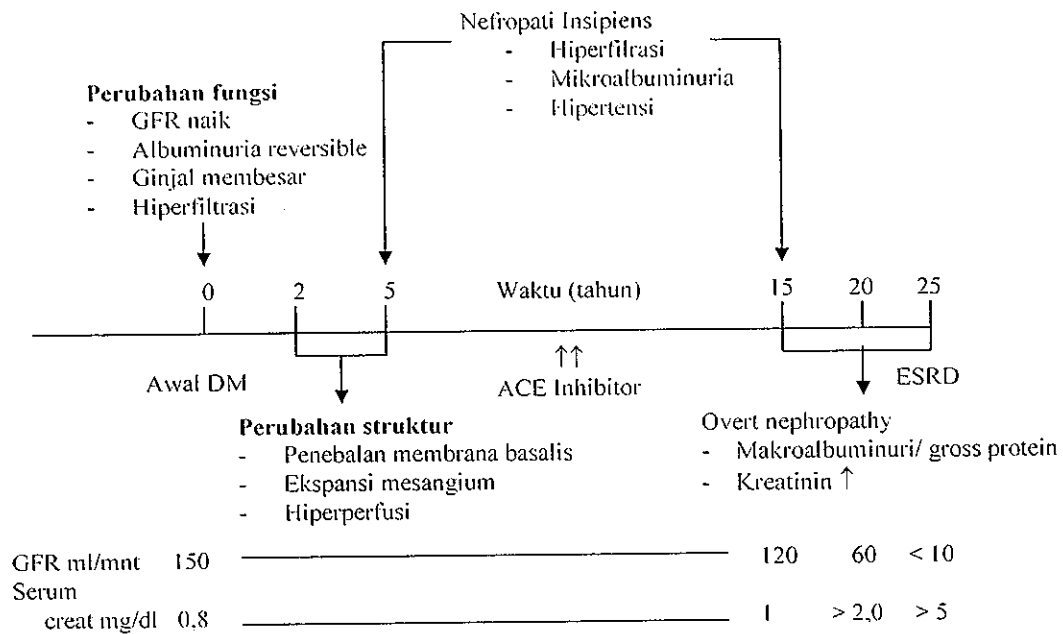 Nefropati Insipiens
- Hiperfilrasi
- Mikroalbuminuria
- Hipertensi
Perubahan fungsi
- GFR naik
- Albuminuria reversible
- Ginjal membesar
- Hiperfiltrasi
0 2 5 Waktu (tahun) 15 20 25
Awal DM ↑↑ ESRD
ACE Inhibitor
Perubahan struktur
- Penebalan membrana basalis
- Ekspansi mesangium
- Hiperperfusi
Overt nephropathy
- Makroalbuminuri/ gross protein
- Kreatinin ↑
GFR ml/mnt 150 120 60 < 10
Serum
creat mg/dl 0,8 1 > 2,0 > 5